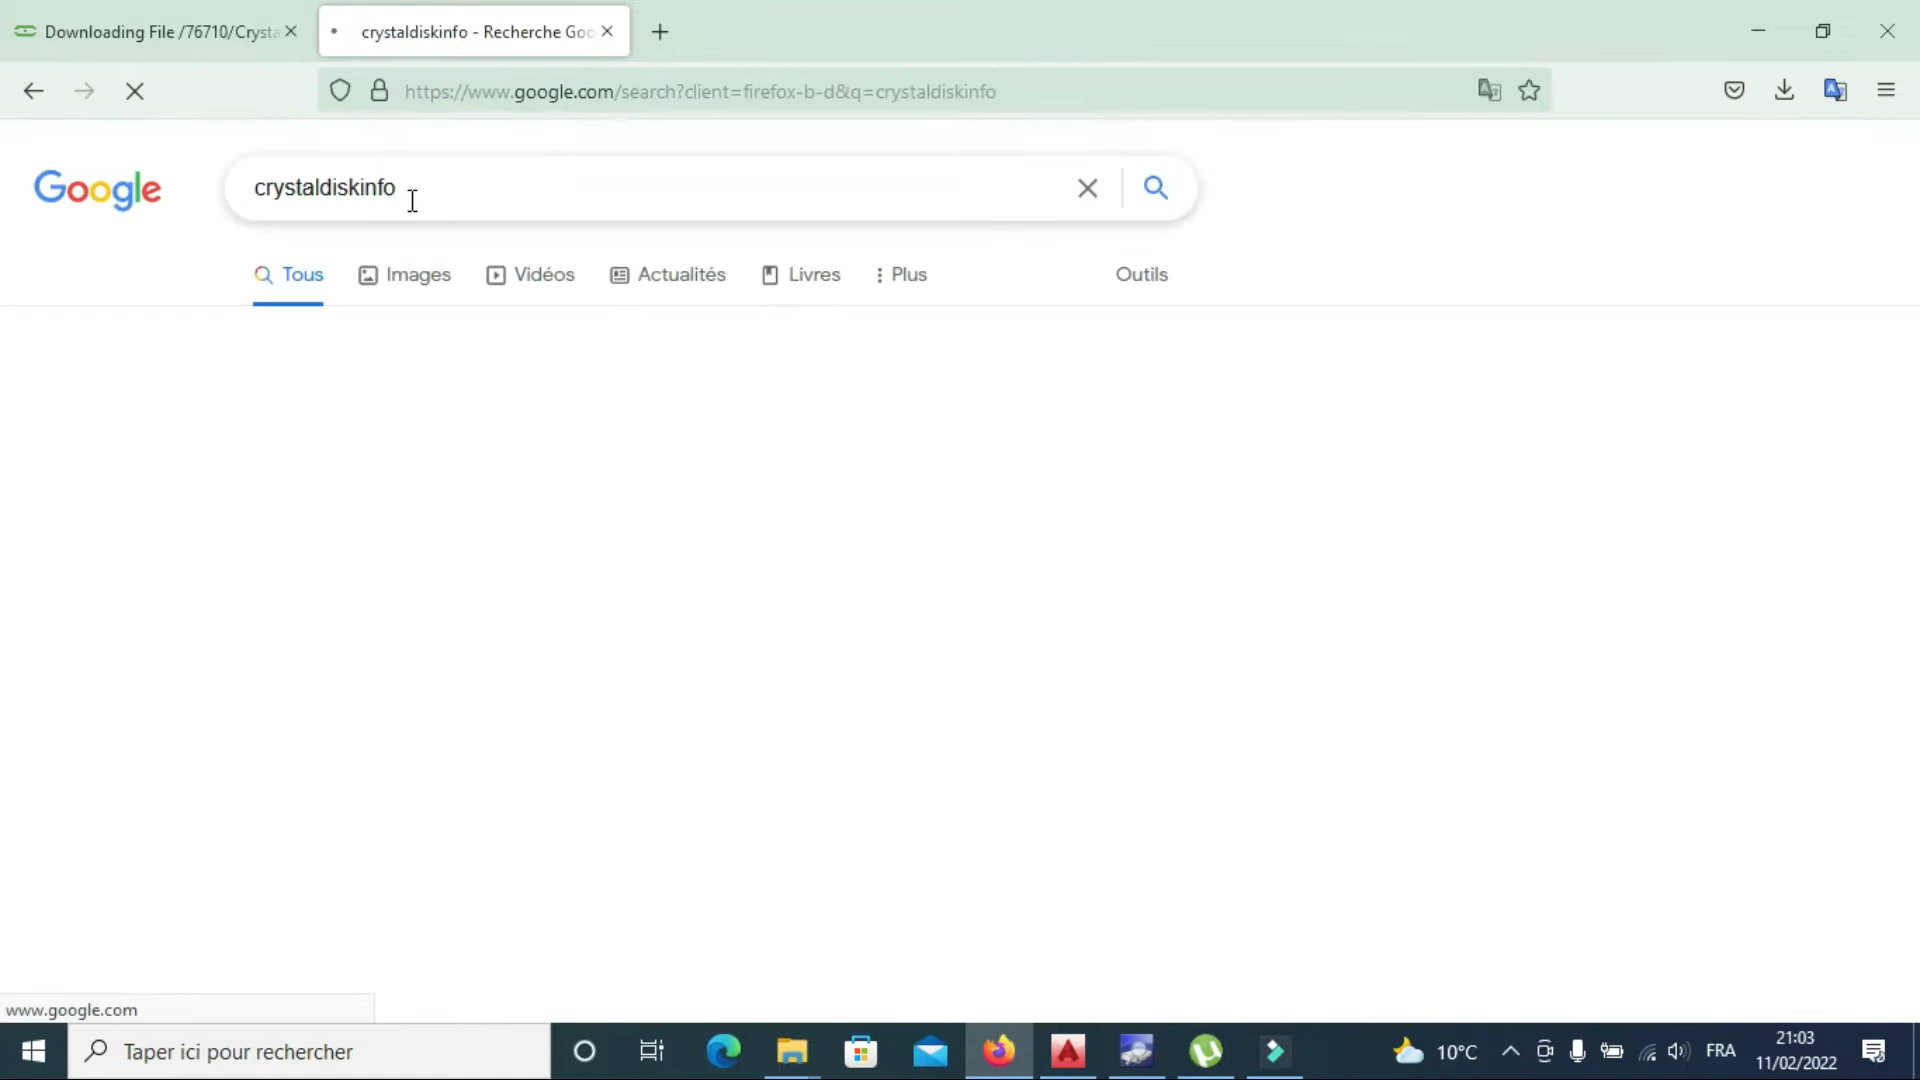 Downloading File /76710/Crysta
crystaldiskinfo - Recherche Goo
https://www.google.com/search?client=firefox-b-d&q=crystaldiskinfo
Google
crystaldiskinfo
Tous
Images
Vidéos
Actualités
Livres
Plus
Outils
www.google.com
Taper ici pour rechercher
10°C
FRA
21:03
11/02/2022